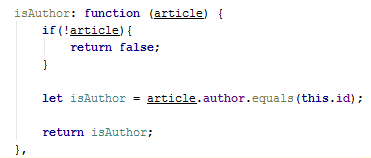 isAuthor: function (article) {
    if(!article){
        return false;
    }

    let isAuthor = article.author.equals(this.id);

    return isAuthor;
},